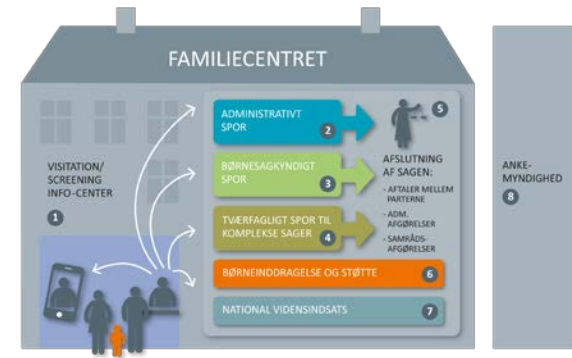 FAMILIECENTRET
VISITATION/
SCREENING
INFO-CENTER
1
ADMINISTRATIVT
SPOR
2
BØRNESAGKYNDIGT
SPOR
3
TVÆRFAGLIGT SPOR TIL
KOMPLEKSE SAGER
4
5
AFSLUTNING
AF SAGEN:
- AFTALER MELLEM
PARTERNE
- ADM.
AFGØRELSER
- SAMRÅDS-
AFGØRELSER
BØRNEINDDRAGELSE OG STØTTE
6
NATIONAL VIDENSINDSATS
7
ANKE-
MYNDIGHED
8